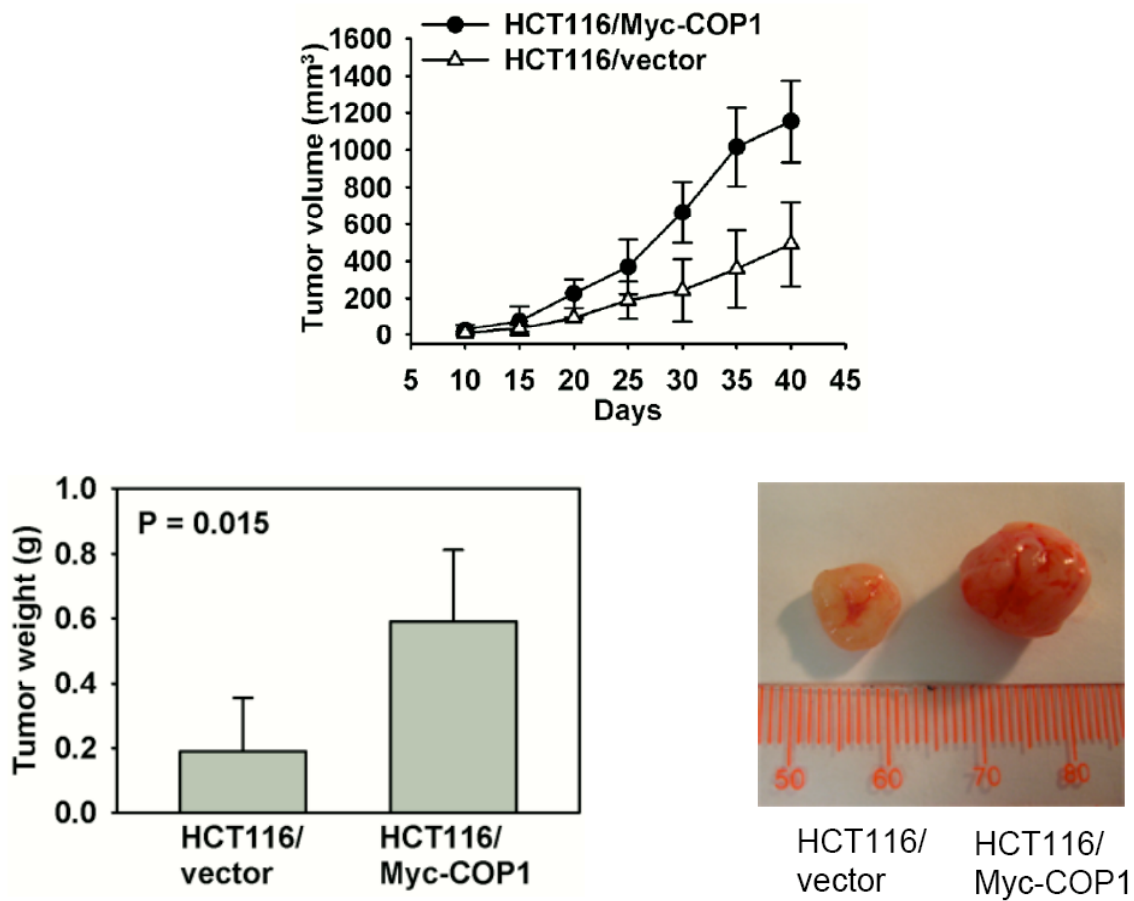 HCT116/Myc-COP1
HCT116/vector
Tumor volume (mm³)
1600
1400
1200
1000
800
600
400
200
0
5 10 15 20 25 30 35 40 45
Days
Tumor weight (g)
1.0
0.8
0.6
0.4
0.2
0.0
P = 0.015
HCT116/
vector
HCT116/
Myc-COP1
50 60 70 80
HCT116/
vector
HCT116/
Myc-COP1